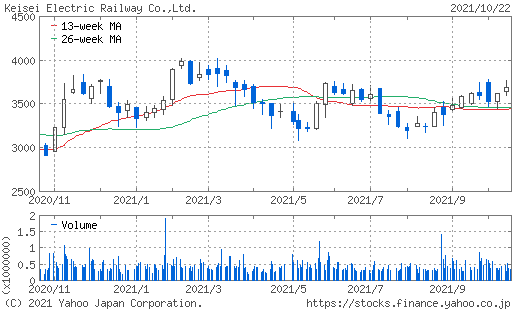 Keisei Electric Railway Co.,Ltd. 2021/10/22
4500
13-week MA
26-week MA
4000
3500
3000
2500
2020/11 2021/1 2021/3 2021/5 2021/7 2021/9
2
Volume
1.5
1
0.5
0
(x1000000)
2020/11 2021/1 2021/3 2021/5 2021/7 2021/9
(C) 2021 Yahoo Japan Corporation. https://stocks.finance.yahoo.co.jp/